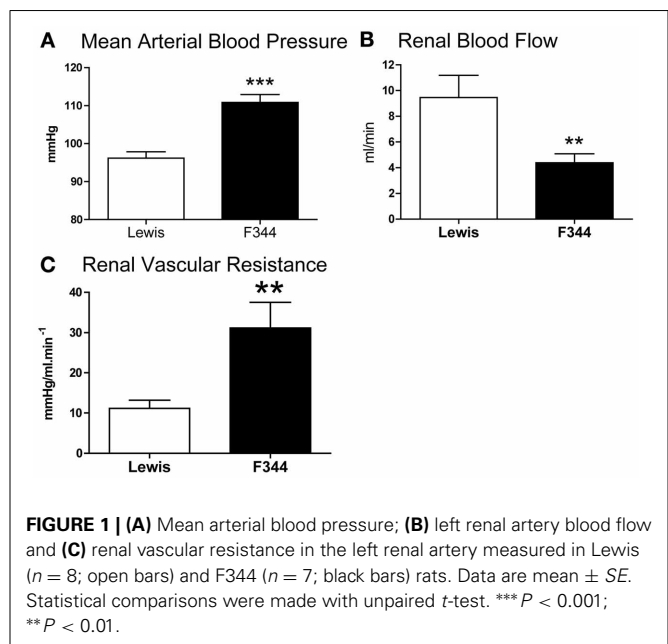 A Mean Arterial Blood Pressure
120
110
100
90
80
mmHg
***
Lewis F344
B Renal Blood Flow
12
10
8
6
4
2
0
ml/min
**
Lewis F344
C Renal Vascular Resistance
40
30
20
10
0
mmHg/ml.min⁻¹
**
Lewis F344
FIGURE 1 | (A) Mean arterial blood pressure; (B) left renal artery blood flow
and (C) renal vascular resistance in the left renal artery measured in Lewis
(n = 8; open bars) and F344 (n = 7; black bars) rats. Data are mean ± SE.
Statistical comparisons were made with unpaired t-test. ***P < 0.001;
**P < 0.01.